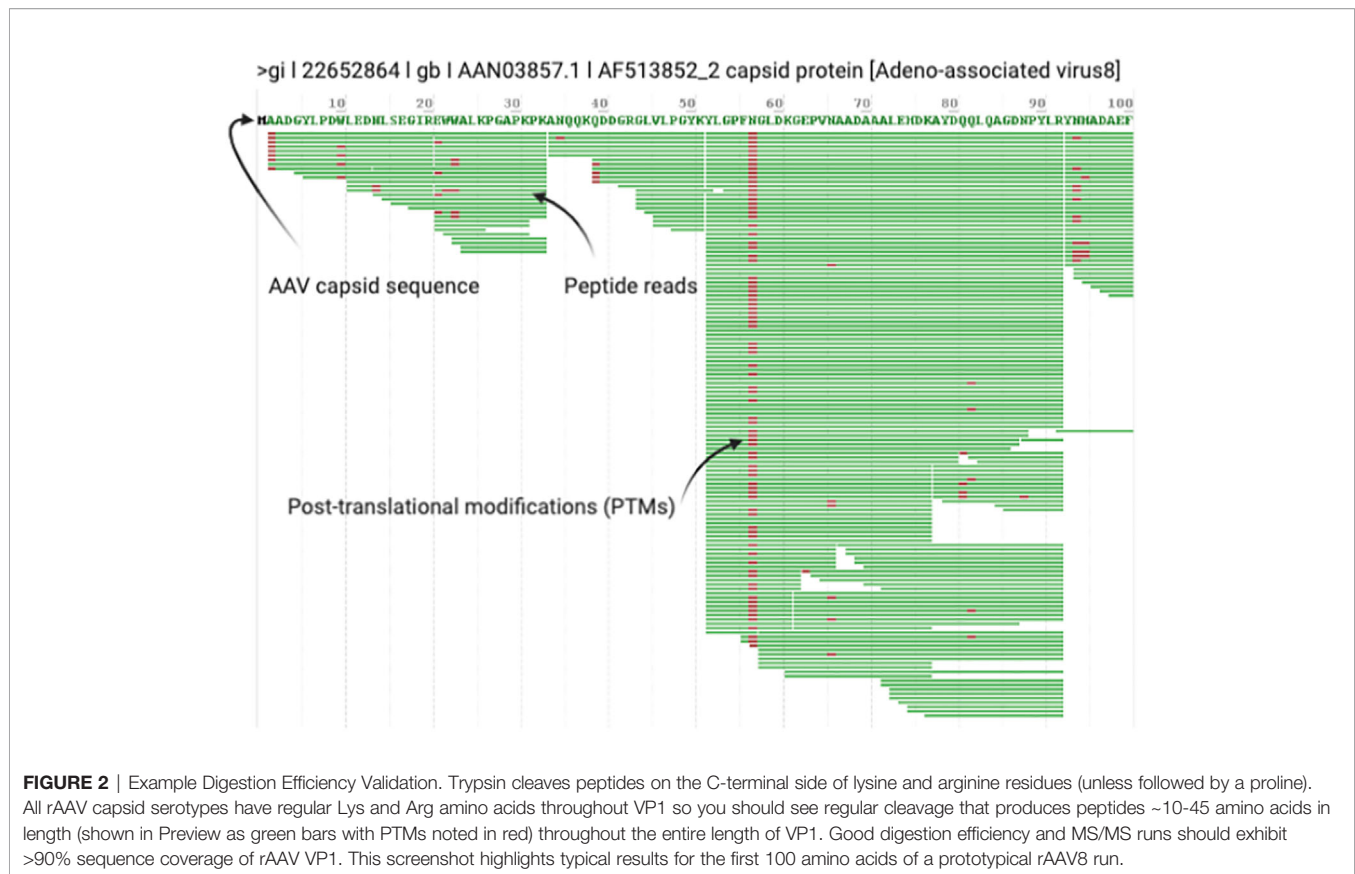 >gi I 22652864 I gb I AAN03857.1 I AF513852_2 capsid protein [Adeno-associated virus8]
10 20 30 40 50 60 70 80 90 100
MAADGYLPDWLEDNLSEGIREWWALKPGAPKPKANQQKQDDGRGLVLPGYKYLGPFNGLDKGEPVNAADAAALEHDKAYDQQLQAGDNPYLRYNHADAEF
AAV capsid sequence
Peptide reads
Post-translational modifications (PTMs)
FIGURE 2 | Example Digestion Efficiency Validation. Trypsin cleaves peptides on the C-terminal side of lysine and arginine residues (unless followed by a proline).
All rAAV capsid serotypes have regular Lys and Arg amino acids throughout VP1 so you should see regular cleavage that produces peptides ~10-45 amino acids in
length (shown in Preview as green bars with PTMs noted in red) throughout the entire length of VP1. Good digestion efficiency and MS/MS runs should exhibit
>90% sequence coverage of rAAV VP1. This screenshot highlights typical results for the first 100 amino acids of a prototypical rAAV8 run.